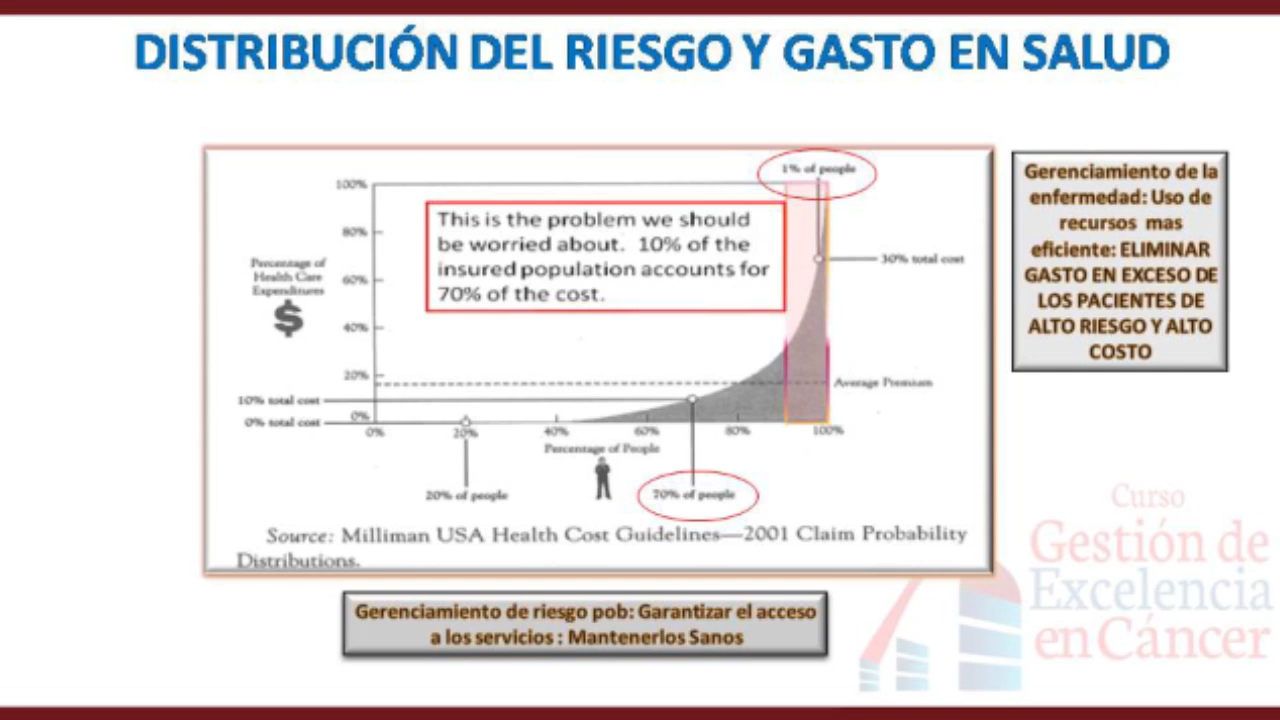 DISTRIBUCIÓN DEL RIESGO Y GASTO EN SALUD
1% of people
100%
80%
60%
40%
20%
0%
Percentage of
Health Care
Expenditures
$
This is the problem we should
be worried about. 10% of the
insured population accounts for
70% of the cost.
30% total cost
Average Premium
10% total cost
0% total cost
0%
20%
40%
60%
80%
100%
Percentage of People
20% of people
70% of people
Source: Milliman USA Health Cost Guidelines—2001 Claim Probability
Distributions.
Gerenciamiento de la
enfermedad: Uso de
recursos mas
eficiente: ELIMINAR
GASTO EN EXCESO DE
LOS PACIENTES DE
ALTO RIESGO Y ALTO
COSTO
Gerenciamiento de riesgo pob: Garantizar el acceso
a los servicios : Mantenerlos Sanos
Curso
Gestión de
Excelencia
en Cáncer